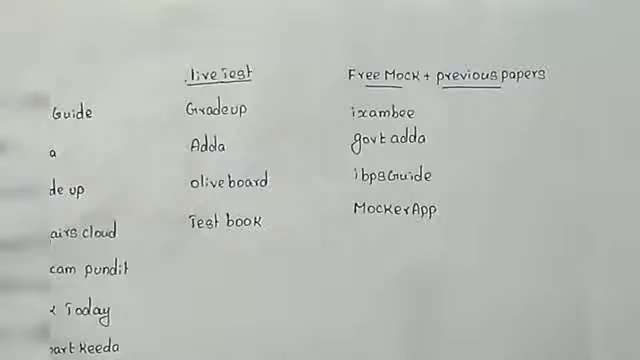 Live Test
Free Mock + previous papers
Guide
Gradeup
ixambee
a
Adda
govt adda
de up
oliveboard
ibpsGuide
airs cloud
Test book
MockerApp
cam pundit
Today
art Keeda